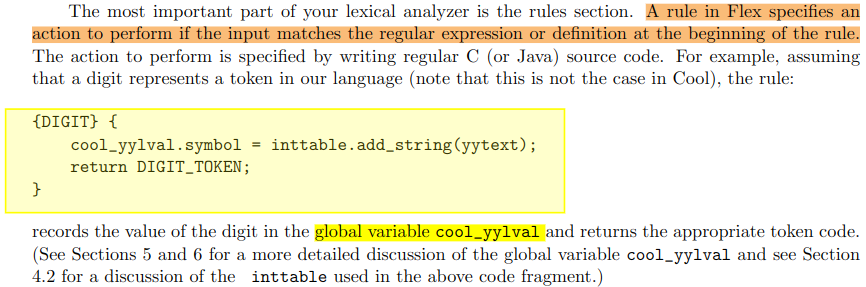 The most important part of your lexical analyzer is the rules section. A rule in Flex specifies an
action to perform if the input matches the regular expression or definition at the beginning of the rule.
The action to perform is specified by writing regular C (or Java) source code. For example, assuming
that a digit represents a token in our language (note that this is not the case in Cool), the rule:
{DIGIT} {
    cool_yylval.symbol = inttable.add_string(yytext);
    return DIGIT_TOKEN;
}
records the value of the digit in the global variable cool_yylval and returns the appropriate token code.
(See Sections 5 and 6 for a more detailed discussion of the global variable cool_yylval and see Section
4.2 for a discussion of the inttable used in the above code fragment.)